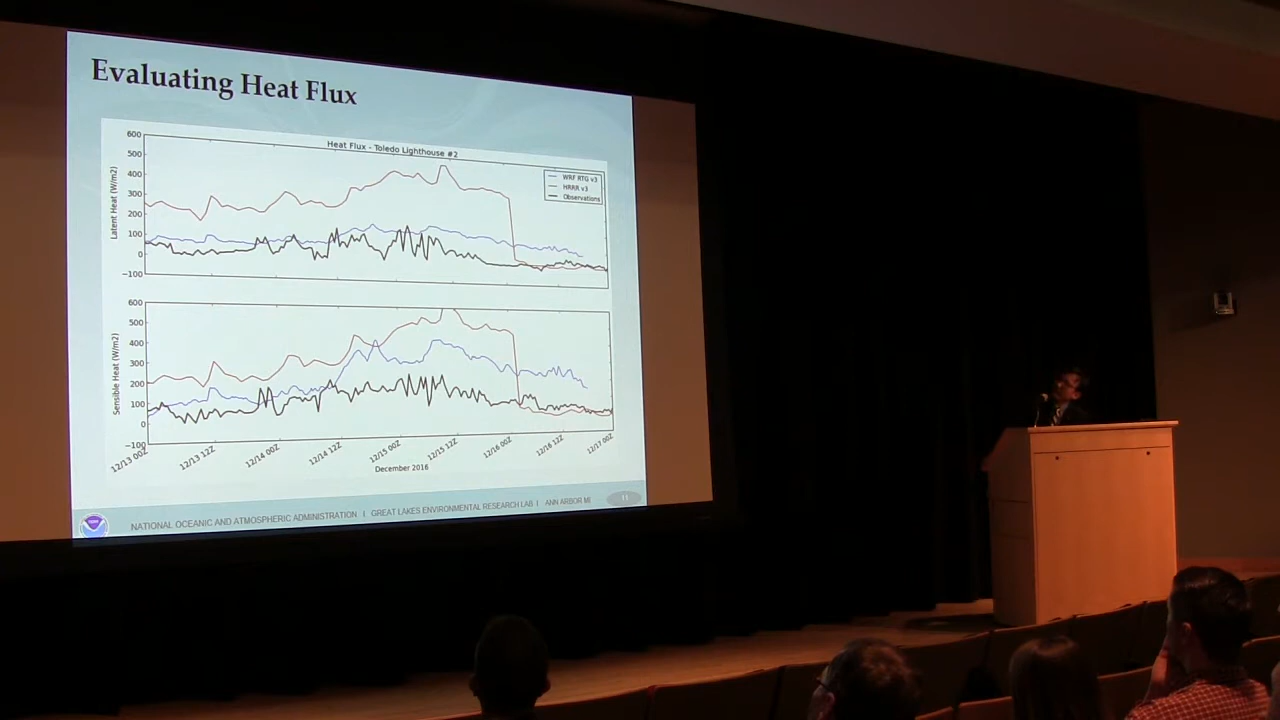 Evaluating Heat Flux
Heat Flux - Toledo Lighthouse #2
600
500
400
300
200
100
0
−100
Latent Heat (W/m2)
WRF RTG v3
HRRR v3
Observations
600
500
400
300
200
100
0
−100
Sensible Heat (W/m2)
12/13 00Z
12/13 12Z
12/14 00Z
12/14 12Z
12/15 00Z
12/15 12Z
12/16 00Z
12/16 12Z
12/17 00Z
December 2016
NATIONAL OCEANIC AND ATMOSPHERIC ADMINISTRATION I GREAT LAKES ENVIRONMENTAL RESEARCH LAB I ANN ARBOR MI